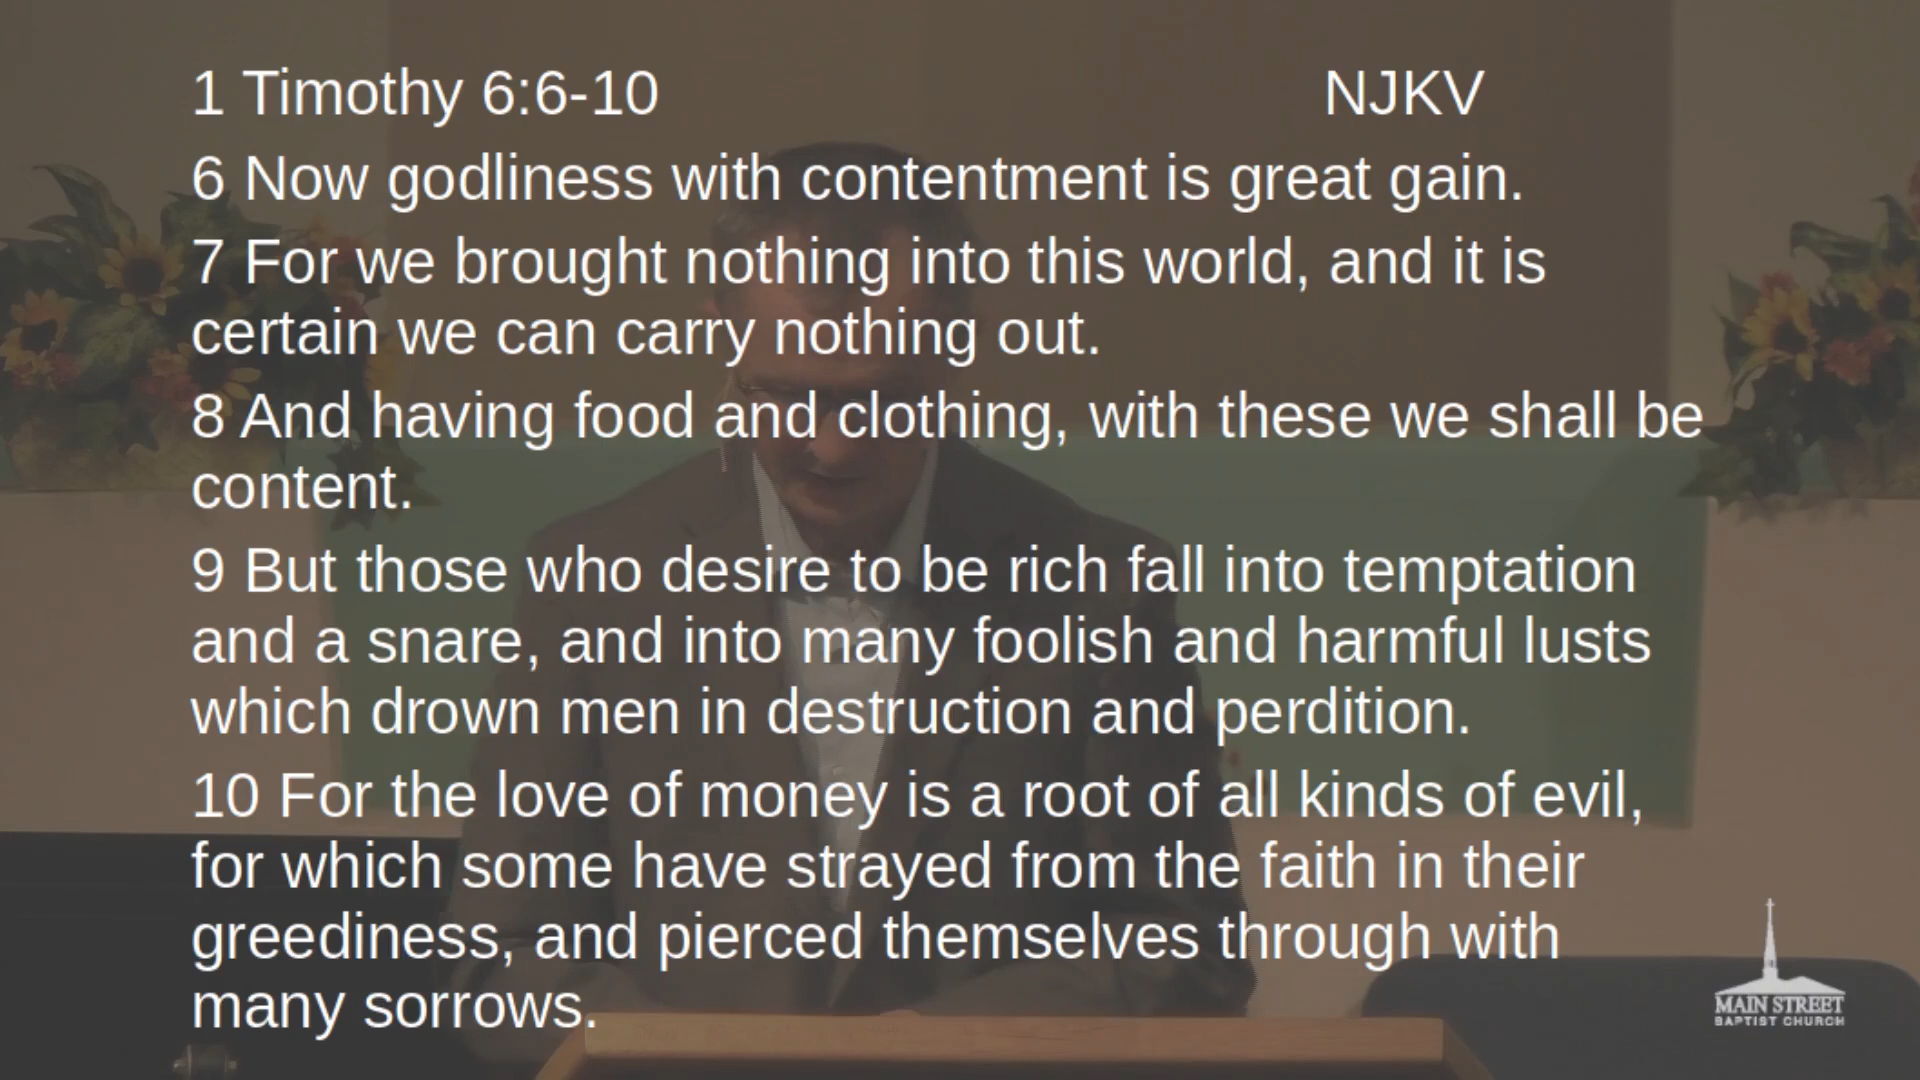 1 Timothy 6:6-10 NJKV
6 Now godliness with contentment is great gain.
7 For we brought nothing into this world, and it is
certain we can carry nothing out.
8 And having food and clothing, with these we shall be
content.
9 But those who desire to be rich fall into temptation
and a snare, and into many foolish and harmful lusts
which drown men in destruction and perdition.
10 For the love of money is a root of all kinds of evil,
for which some have strayed from the faith in their
greediness, and pierced themselves through with
many sorrows.
MAIN STREET
BAPTIST CHURCH